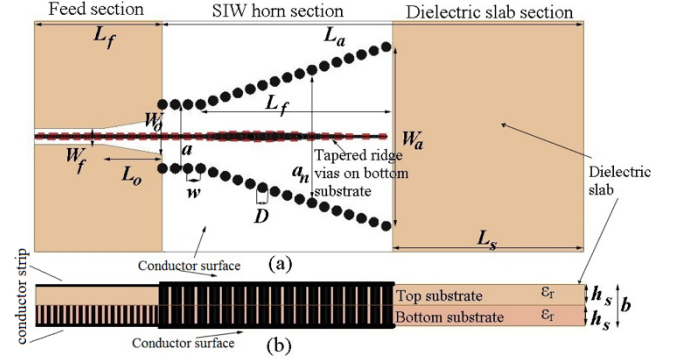 Feed section SIW horn section Dielectric slab section
L_f L_a
W_o
W_f
L_o
a
w
D
L_f
a_n
W_a
Tapered ridge
vias on bottom
substrate
Dielectric
slab
L_s
Conductor surface
(a)
conductor strip
Top substrate ε_r h_s
b
Bottom substrate ε_r h_s
Conductor surface
(b)